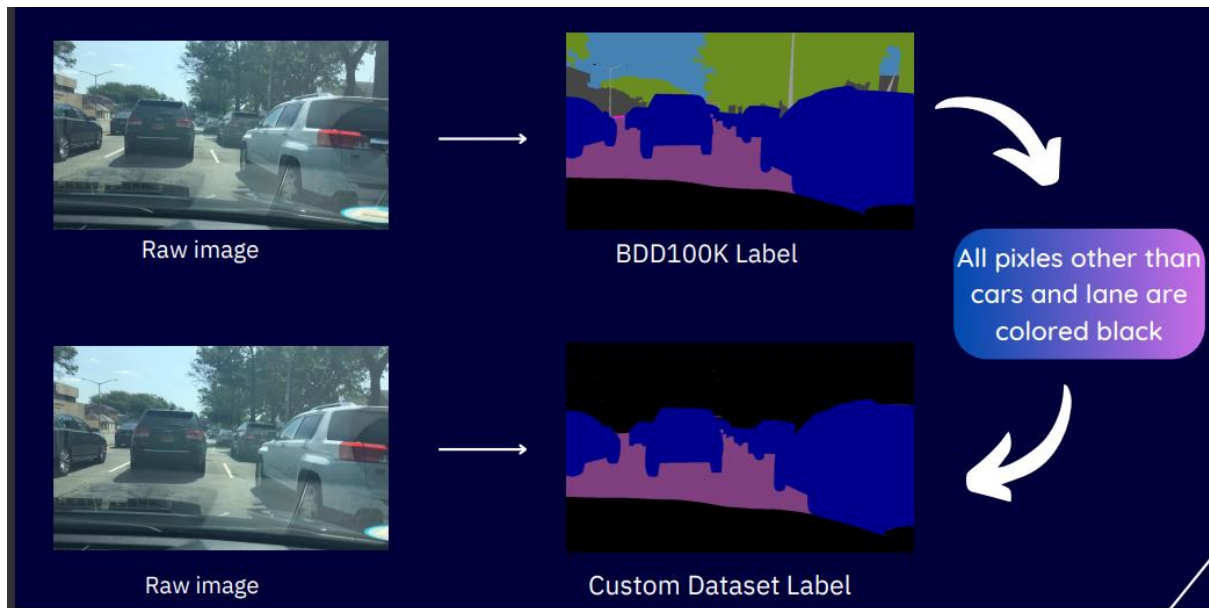 Raw image
BDD100K Label
All pixles other than
cars and lane are
colored black
Raw image
Custom Dataset Label